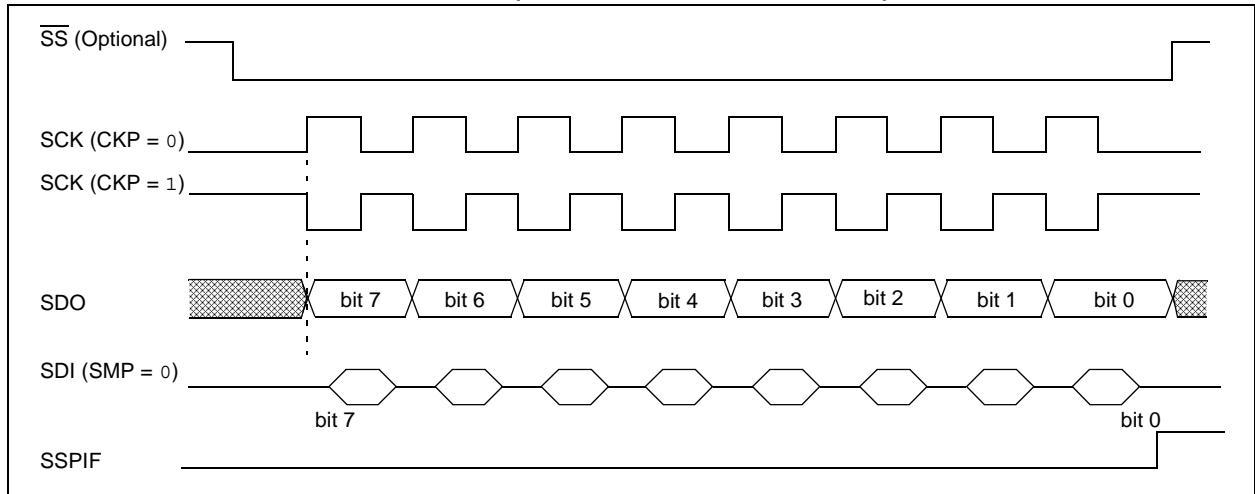 SS (Optional)
SCK (CKP = 0)
SCK (CKP = 1)
SDO
bit 7 bit 6 bit 5 bit 4 bit 3 bit 2 bit 1 bit 0
SDI (SMP = 0)
bit 7 bit 0
SSPIF